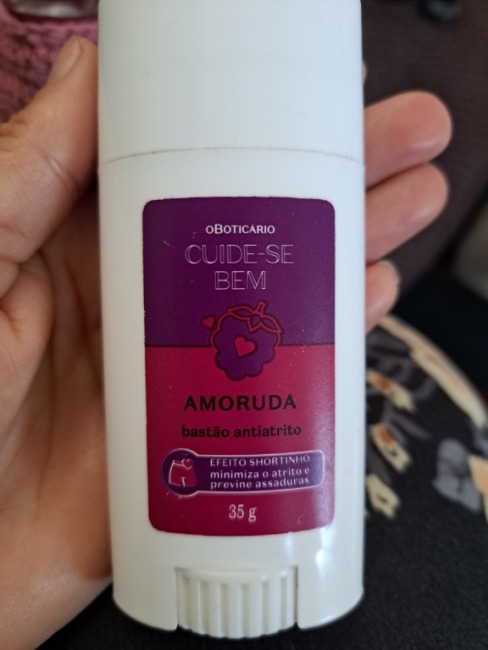 oBOTICARIO
CUIDE-SE
BEM
AMORUDA
bastão antiatrito
EFEITO SHORTINHO
minimiza o atrito e
previne assaduras
35 g